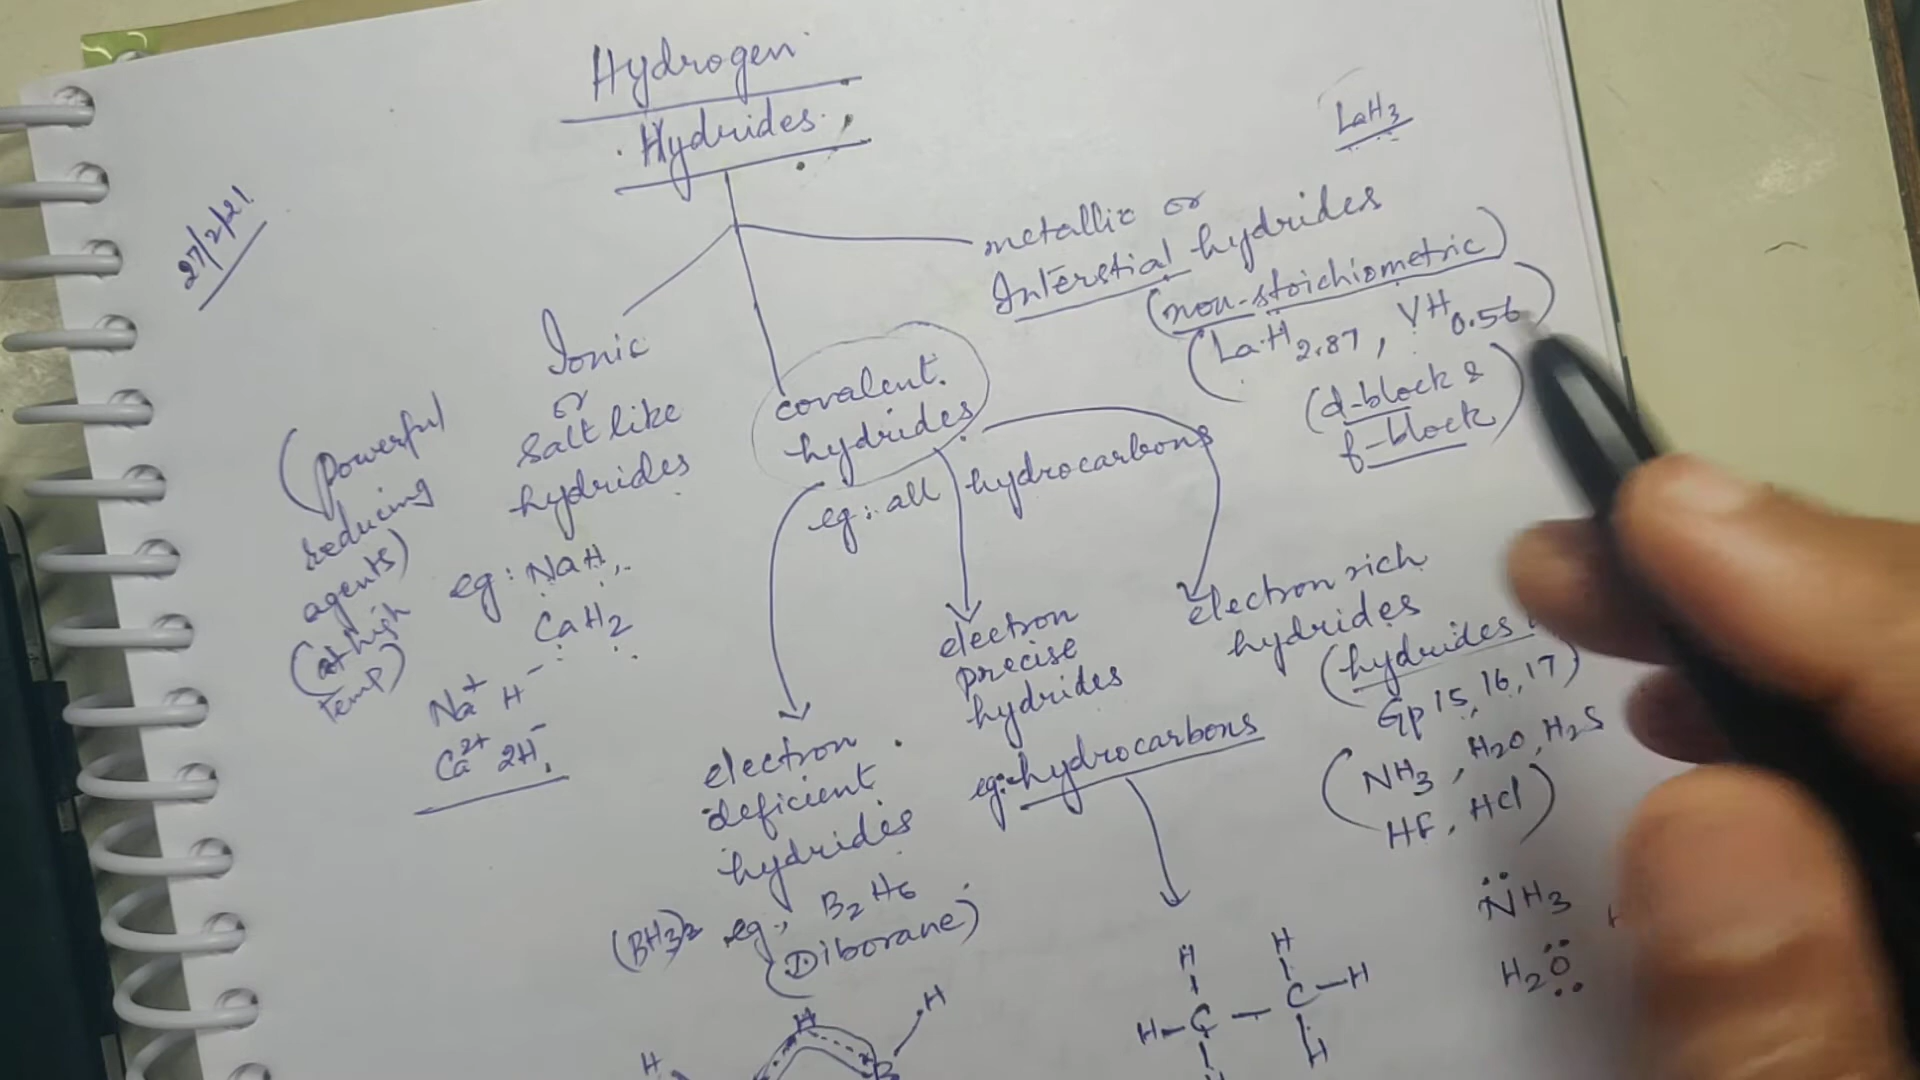 Hydrogen
Hydrides
27/2/21
LaH3
metallic or
Interstial hydrides
(non-stoichiometric)
(LaH2.87, VH0.56)
(d-block &
f-block)
Ionic
or
Salt like
hydrides
eg: NaH,
CaH2
Na+ H-
Ca2+ 2H-
(powerful
reducing
agents)
(at high
temp)
covalent
hydrides
eg: all hydrocarbons
electron
deficient
hydrides
(BH3)2 eg: B2H6
(Diborane)
electron
precise
hydrides
eg: hydrocarbons
electron rich
hydrides
(hydrides
Gp 15, 16, 17)
(NH3, H2O, H2S
HF, HCl)
NH3
H2O
H
H
H
B
H H
H-C-C-H
H H